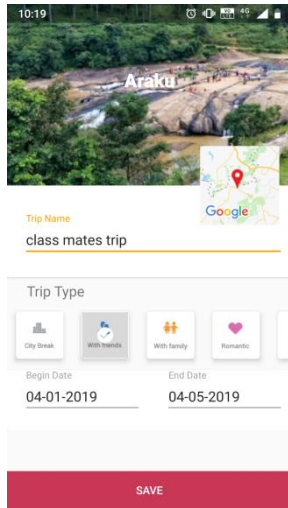 10:19
4G
Araku
Google
Trip Name
class mates trip
Trip Type
City Break
With friends
With family
Romantic
Begin Date
End Date
04-01-2019
04-05-2019
SAVE